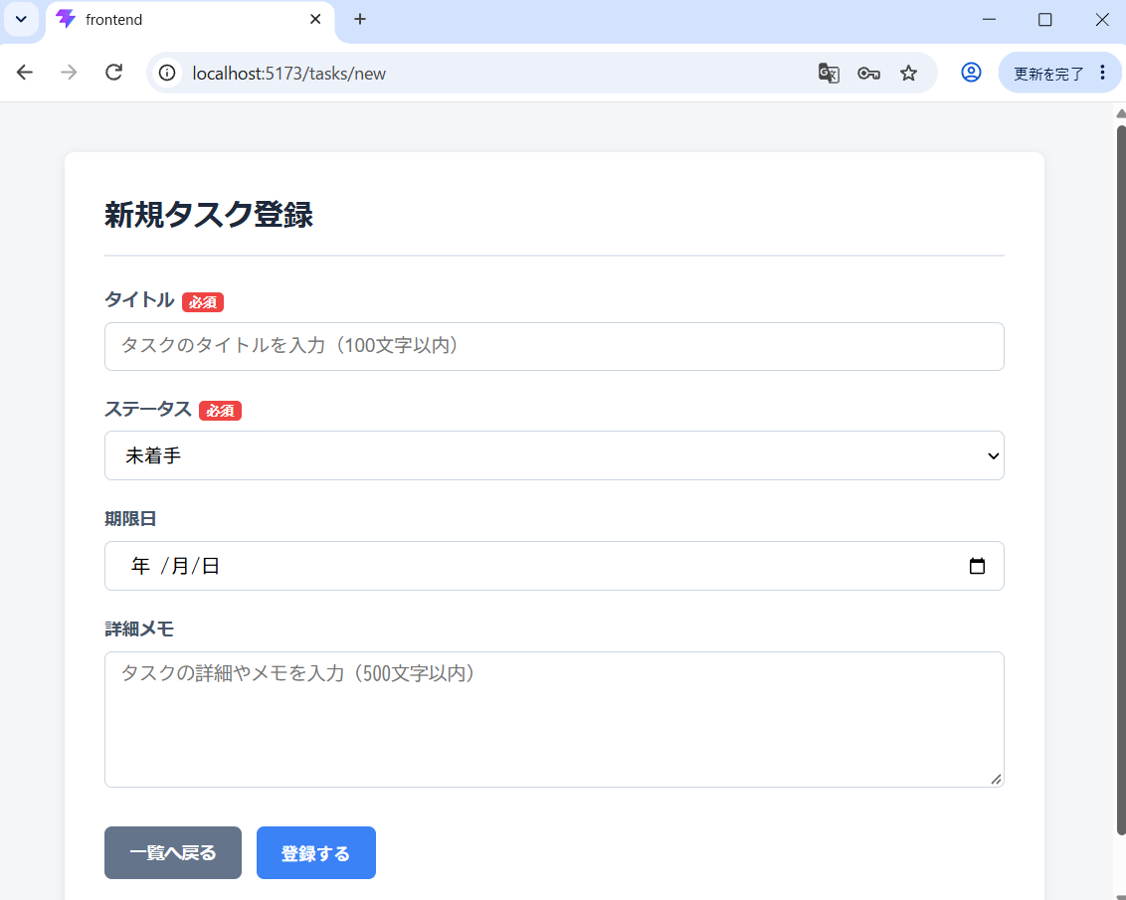 frontend
localhost:5173/tasks/new
更新を完了
新規タスク登録
タイトル 必須
タスクのタイトルを入力（100文字以内）
ステータス 必須
未着手
期限日
年 /月/日
詳細メモ
タスクの詳細やメモを入力（500文字以内）
一覧へ戻る 登録する